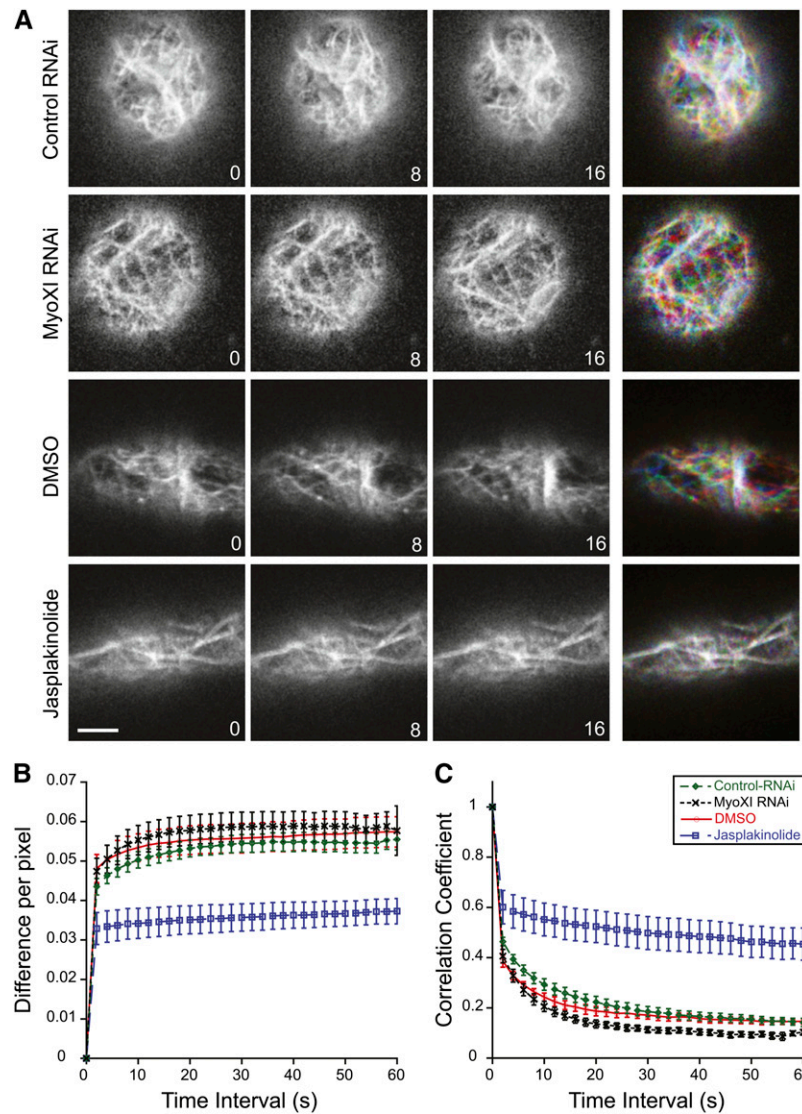 A
Control RNAi
0
8
16
MyoXI RNAi
0
8
16
DMSO
0
8
16
Jasplakinolide
0
8
16
B
0.07
0.06
0.05
0.04
0.03
0.02
0.01
0
Difference per pixel
0 10 20 30 40 50 60
Time Interval (s)
C
Control-RNAi
MyoXI RNAi
DMSO
Jasplakinolide
1
0.8
0.6
0.4
0.2
0
Correlation Coefficient
0 10 20 30 40 50 60
Time Interval (s)